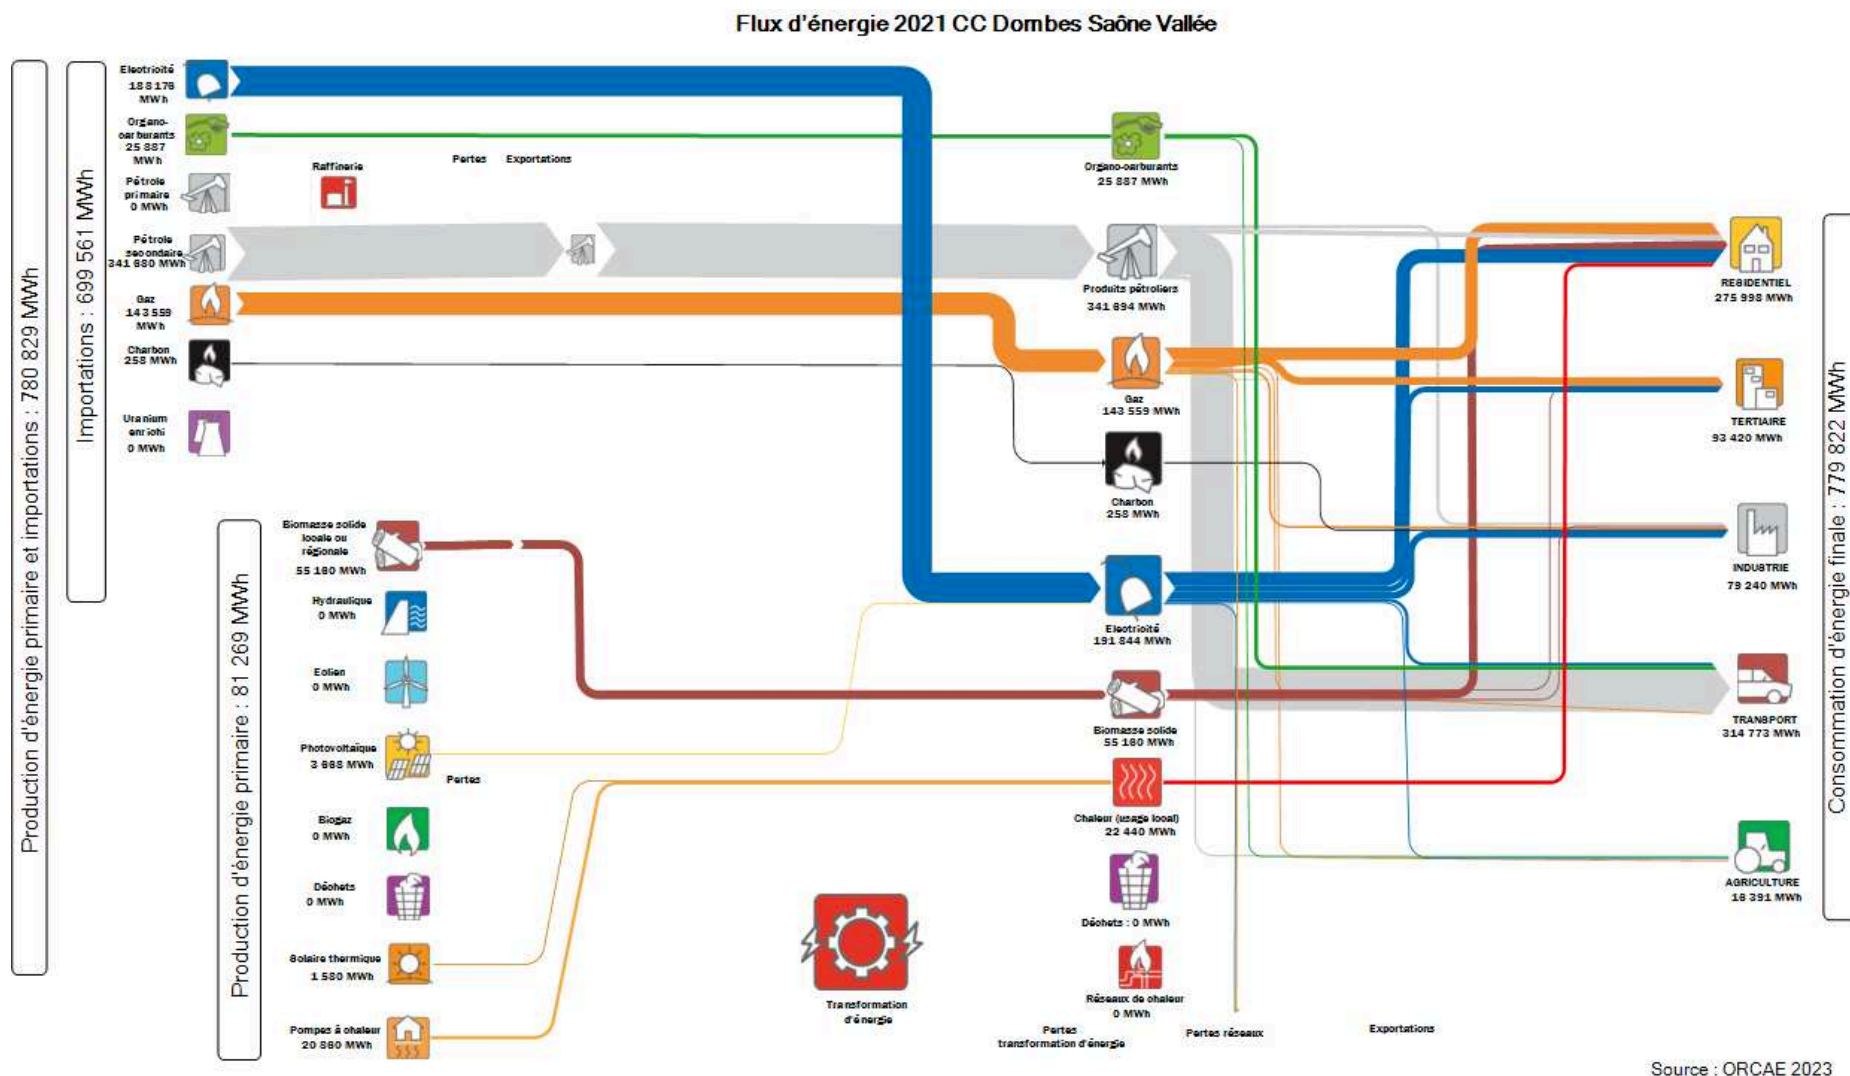 Flux d'énergie 2021 CC Dombes Saône Vallée
Production d'énergie primaire et importations : 780 829 MWh
Importations : 699 561 MWh
Electricité
188 176
MWh
Organo-
carburants
25 887
MWh
Pétrole
primaire
0 MWh
Pétrole
secondaire
341 680 MWh
Gaz
143 559
MWh
Charbon
258 MWh
Uranium
enrichi
0 MWh
Raffinerie
Pertes
Exportations
Production d'énergie primaire : 81 269 MWh
Biomasse solide
locale ou
régionale
55 160 MWh
Hydraulique
0 MWh
Eolien
0 MWh
Photovoltaïque
3 668 MWh
Pertes
Biogaz
0 MWh
Déchets
0 MWh
Solaire thermique
1 580 MWh
Pompes à chaleur
20 860 MWh
Transformation
d'énergie
Organo-carburants
25 887 MWh
Produits pétroliers
341 694 MWh
Gaz
143 559 MWh
Charbon
258 MWh
Electricité
191 844 MWh
Biomasse solide
55 160 MWh
Chaleur (usage local)
22 440 MWh
Déchets : 0 MWh
Réseaux de chaleur
0 MWh
Pertes
transformation d'énergie
Pertes réseaux
Exportations
RESIDENTIEL
275 998 MWh
TERTIAIRE
93 420 MWh
INDUSTRIE
79 240 MWh
TRANSPORT
314 773 MWh
AGRICULTURE
16 391 MWh
Consommation d'énergie finale : 779 822 MWh
Source : ORCAE 2023